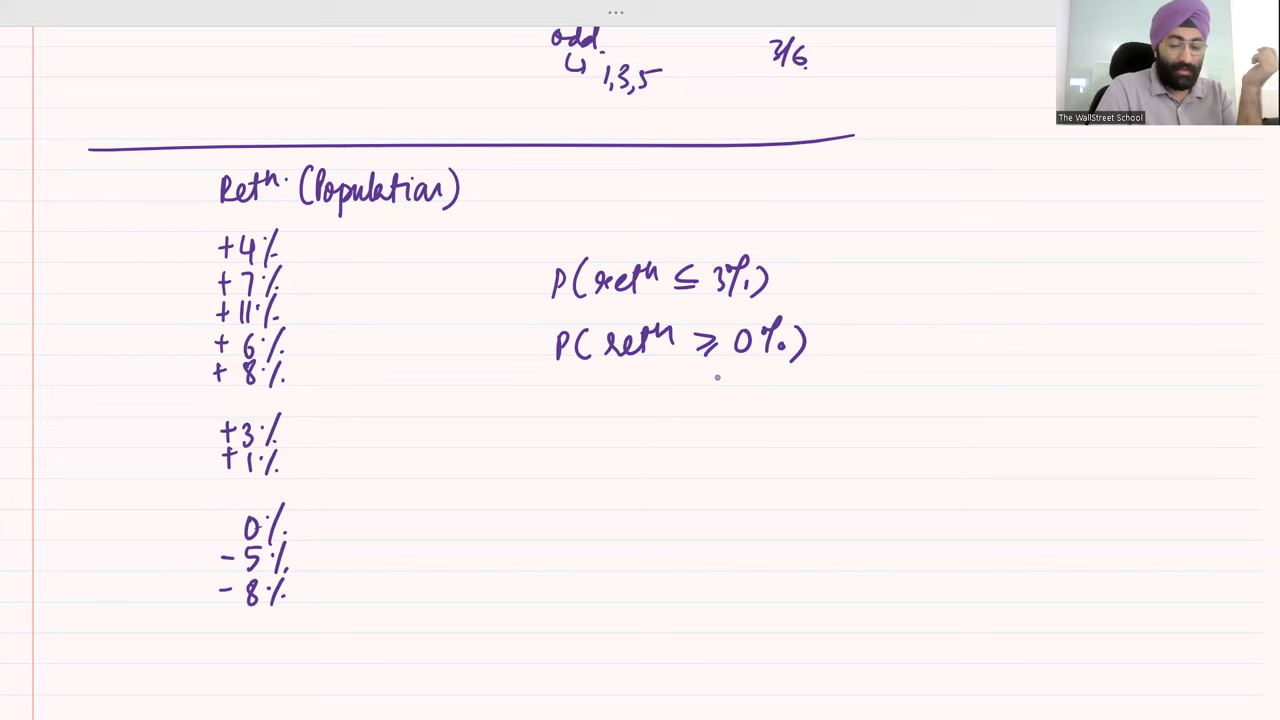 odd.
↳ 1,3,5
3/6.
The WallStreet School
Retn. (Population)
+4%
+7%
+11%
+6%
+8%
+3%
+1%
0%
-5%
-8%
P(retn ≤ 3%)
P(retn ≥ 0%)